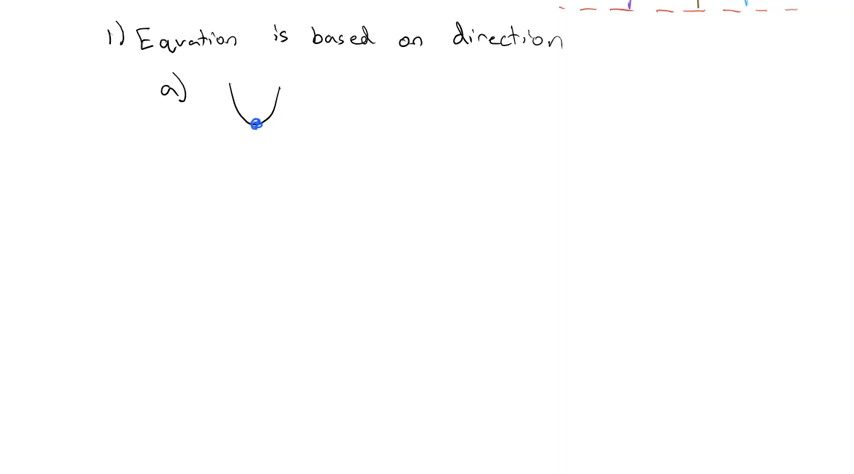 1) Equation is based on direction
a)